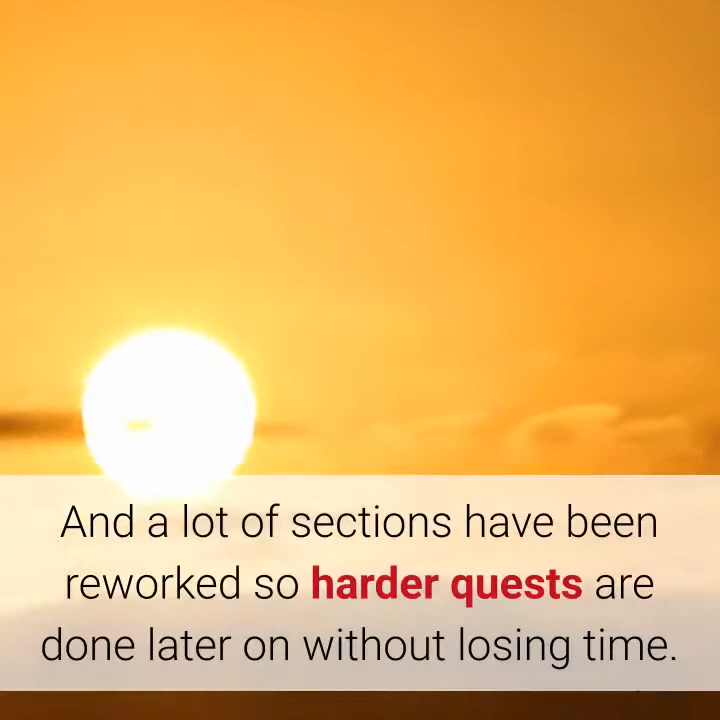 And a lot of sections have been
reworked so harder quests are
done later on without losing time.